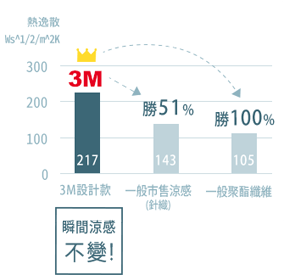 熱逸散
Ws^1/2/m^2K
300
3M
勝51%
200
勝100%
100
217
143
105
0
3M設計款
一般市售涼感
(針織)
一般聚酯纖維
瞬間涼感
不變!